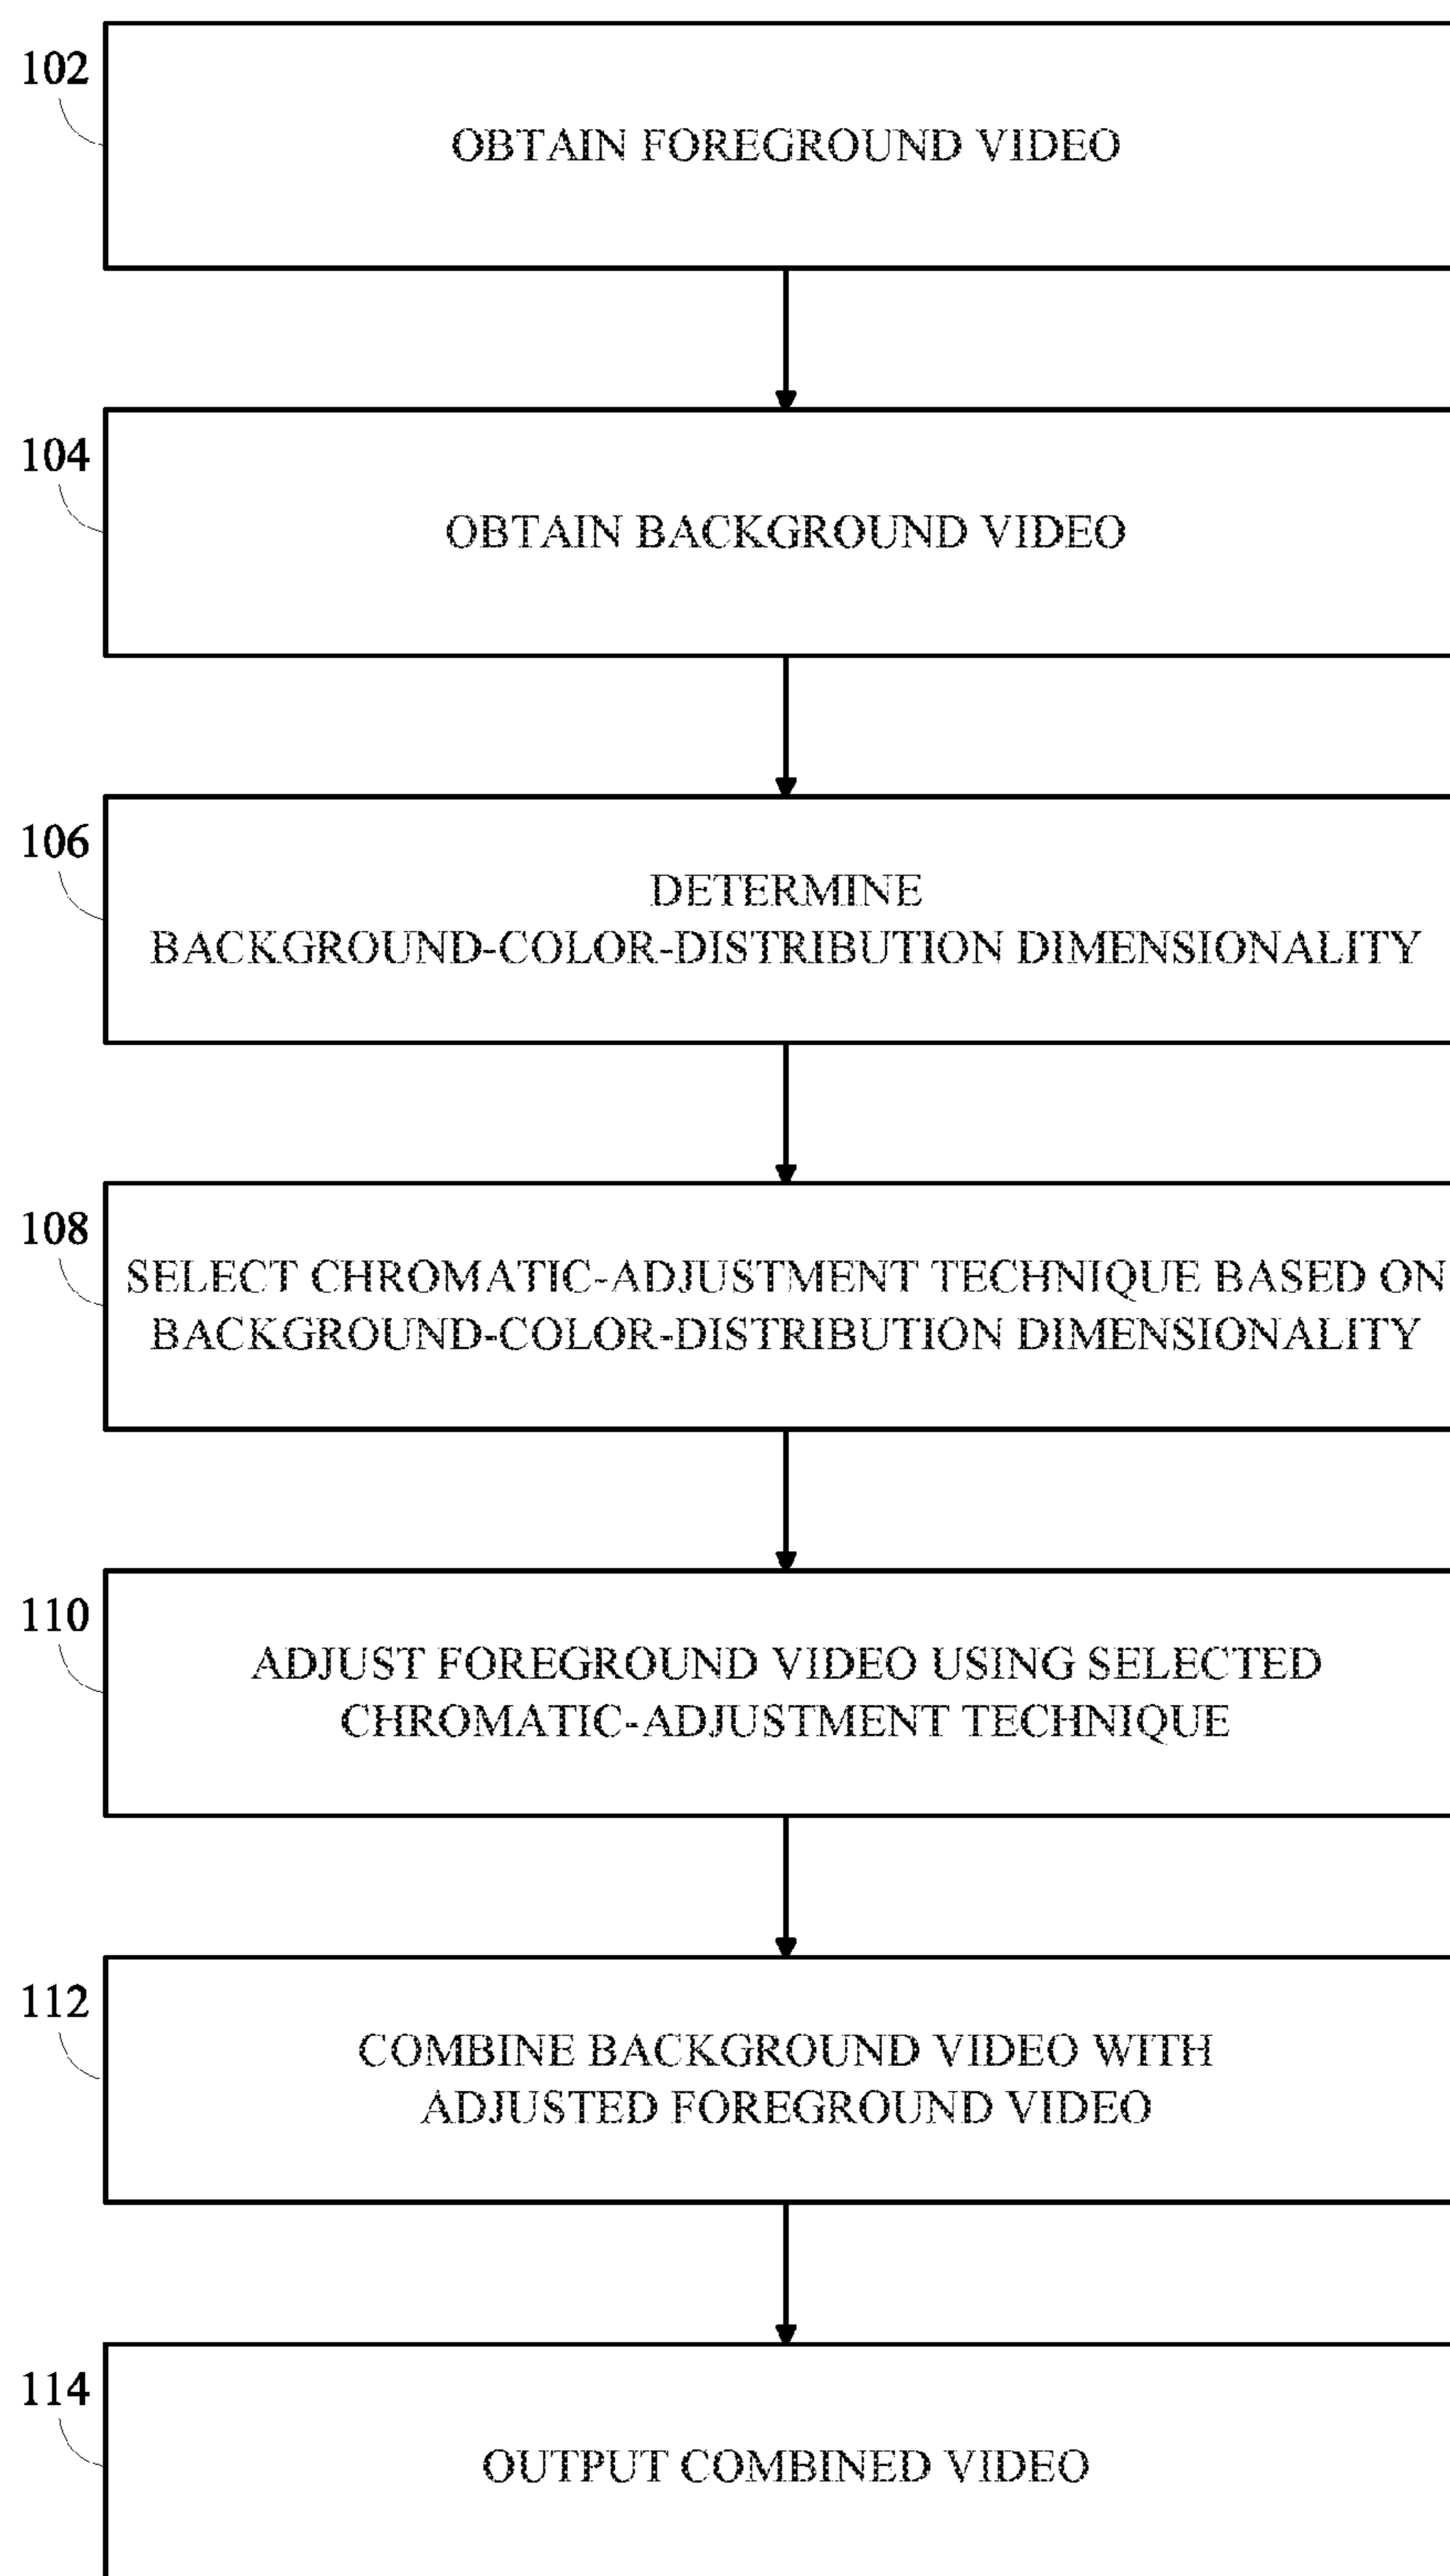 102
OBTAIN FOREGROUND VIDEO
104
OBTAIN BACKGROUND VIDEO
106
DETERMINE
BACKGROUND-COLOR-DISTRIBUTION DIMENSIONALITY
108
SELECT CHROMATIC-ADJUSTMENT TECHNIQUE BASED ON
BACKGROUND-COLOR-DISTRIBUTION DIMENSIONALITY
110
ADJUST FOREGROUND VIDEO USING SELECTED
CHROMATIC-ADJUSTMENT TECHNIQUE
112
COMBINE BACKGROUND VIDEO WITH
ADJUSTED FOREGROUND VIDEO
114
OUTPUT COMBINED VIDEO